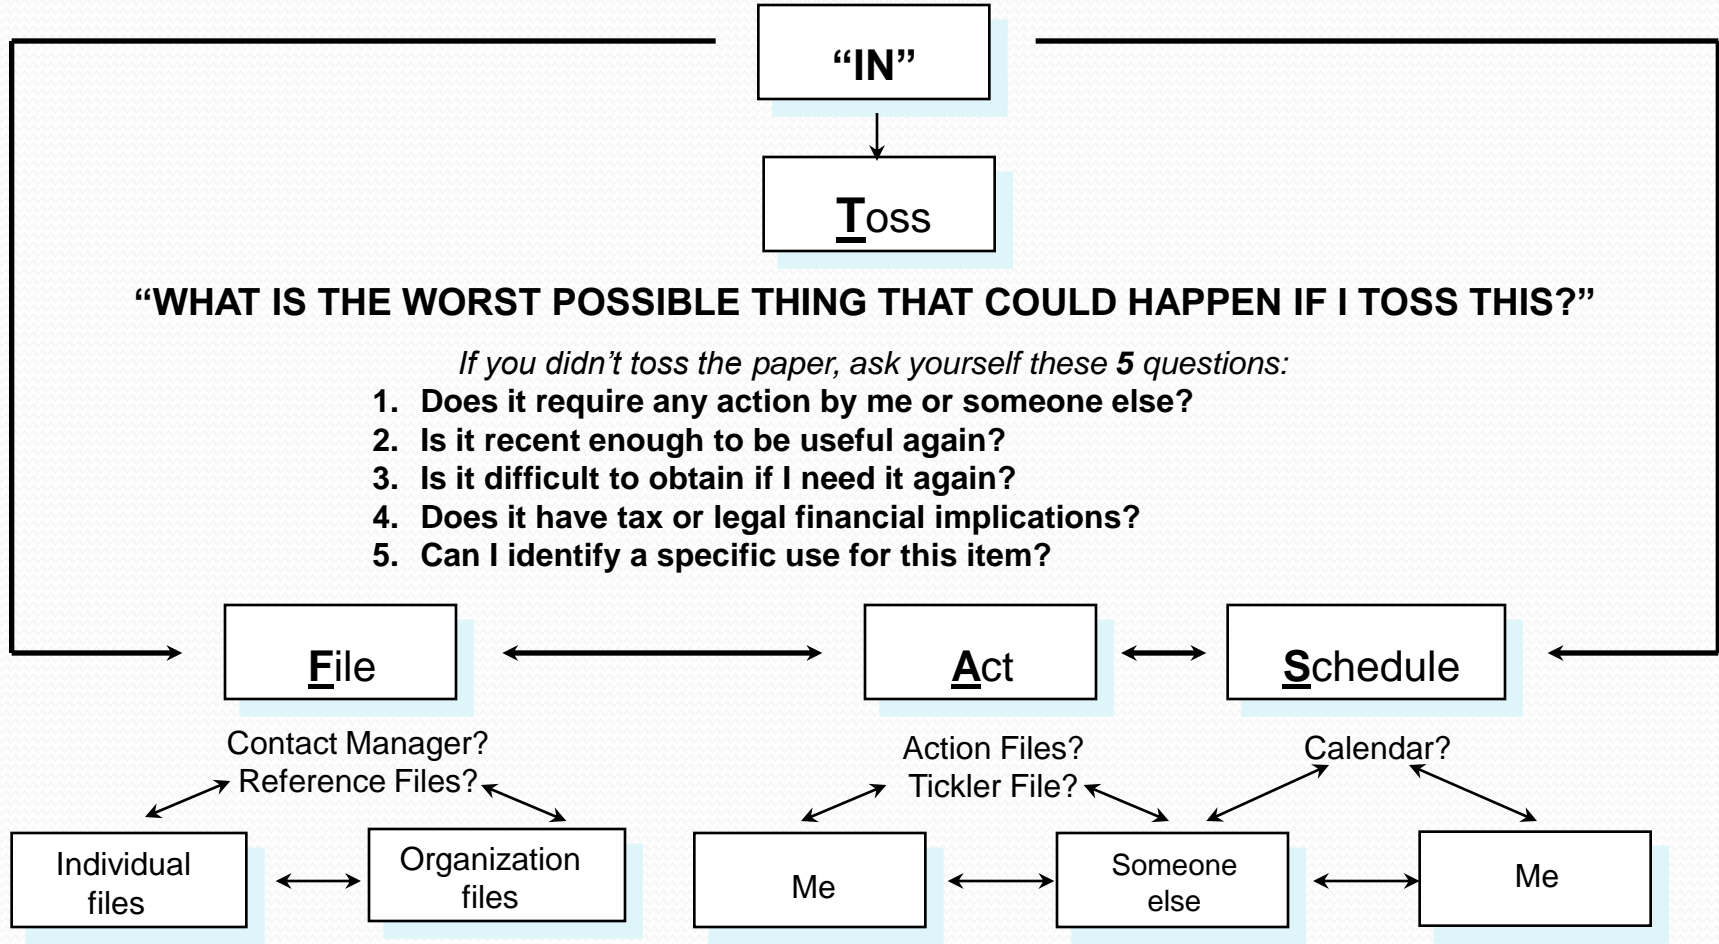 “IN”
Toss
“WHAT IS THE WORST POSSIBLE THING THAT COULD HAPPEN IF I TOSS THIS?”
If you didn’t toss the paper, ask yourself these 5 questions:
1. Does it require any action by me or someone else?
2. Is it recent enough to be useful again?
3. Is it difficult to obtain if I need it again?
4. Does it have tax or legal financial implications?
5. Can I identify a specific use for this item?
File
Act
Schedule
Contact Manager?
Reference Files?
Action Files?
Tickler File?
Calendar?
Individual
files
Organization
files
Me
Someone
else
Me